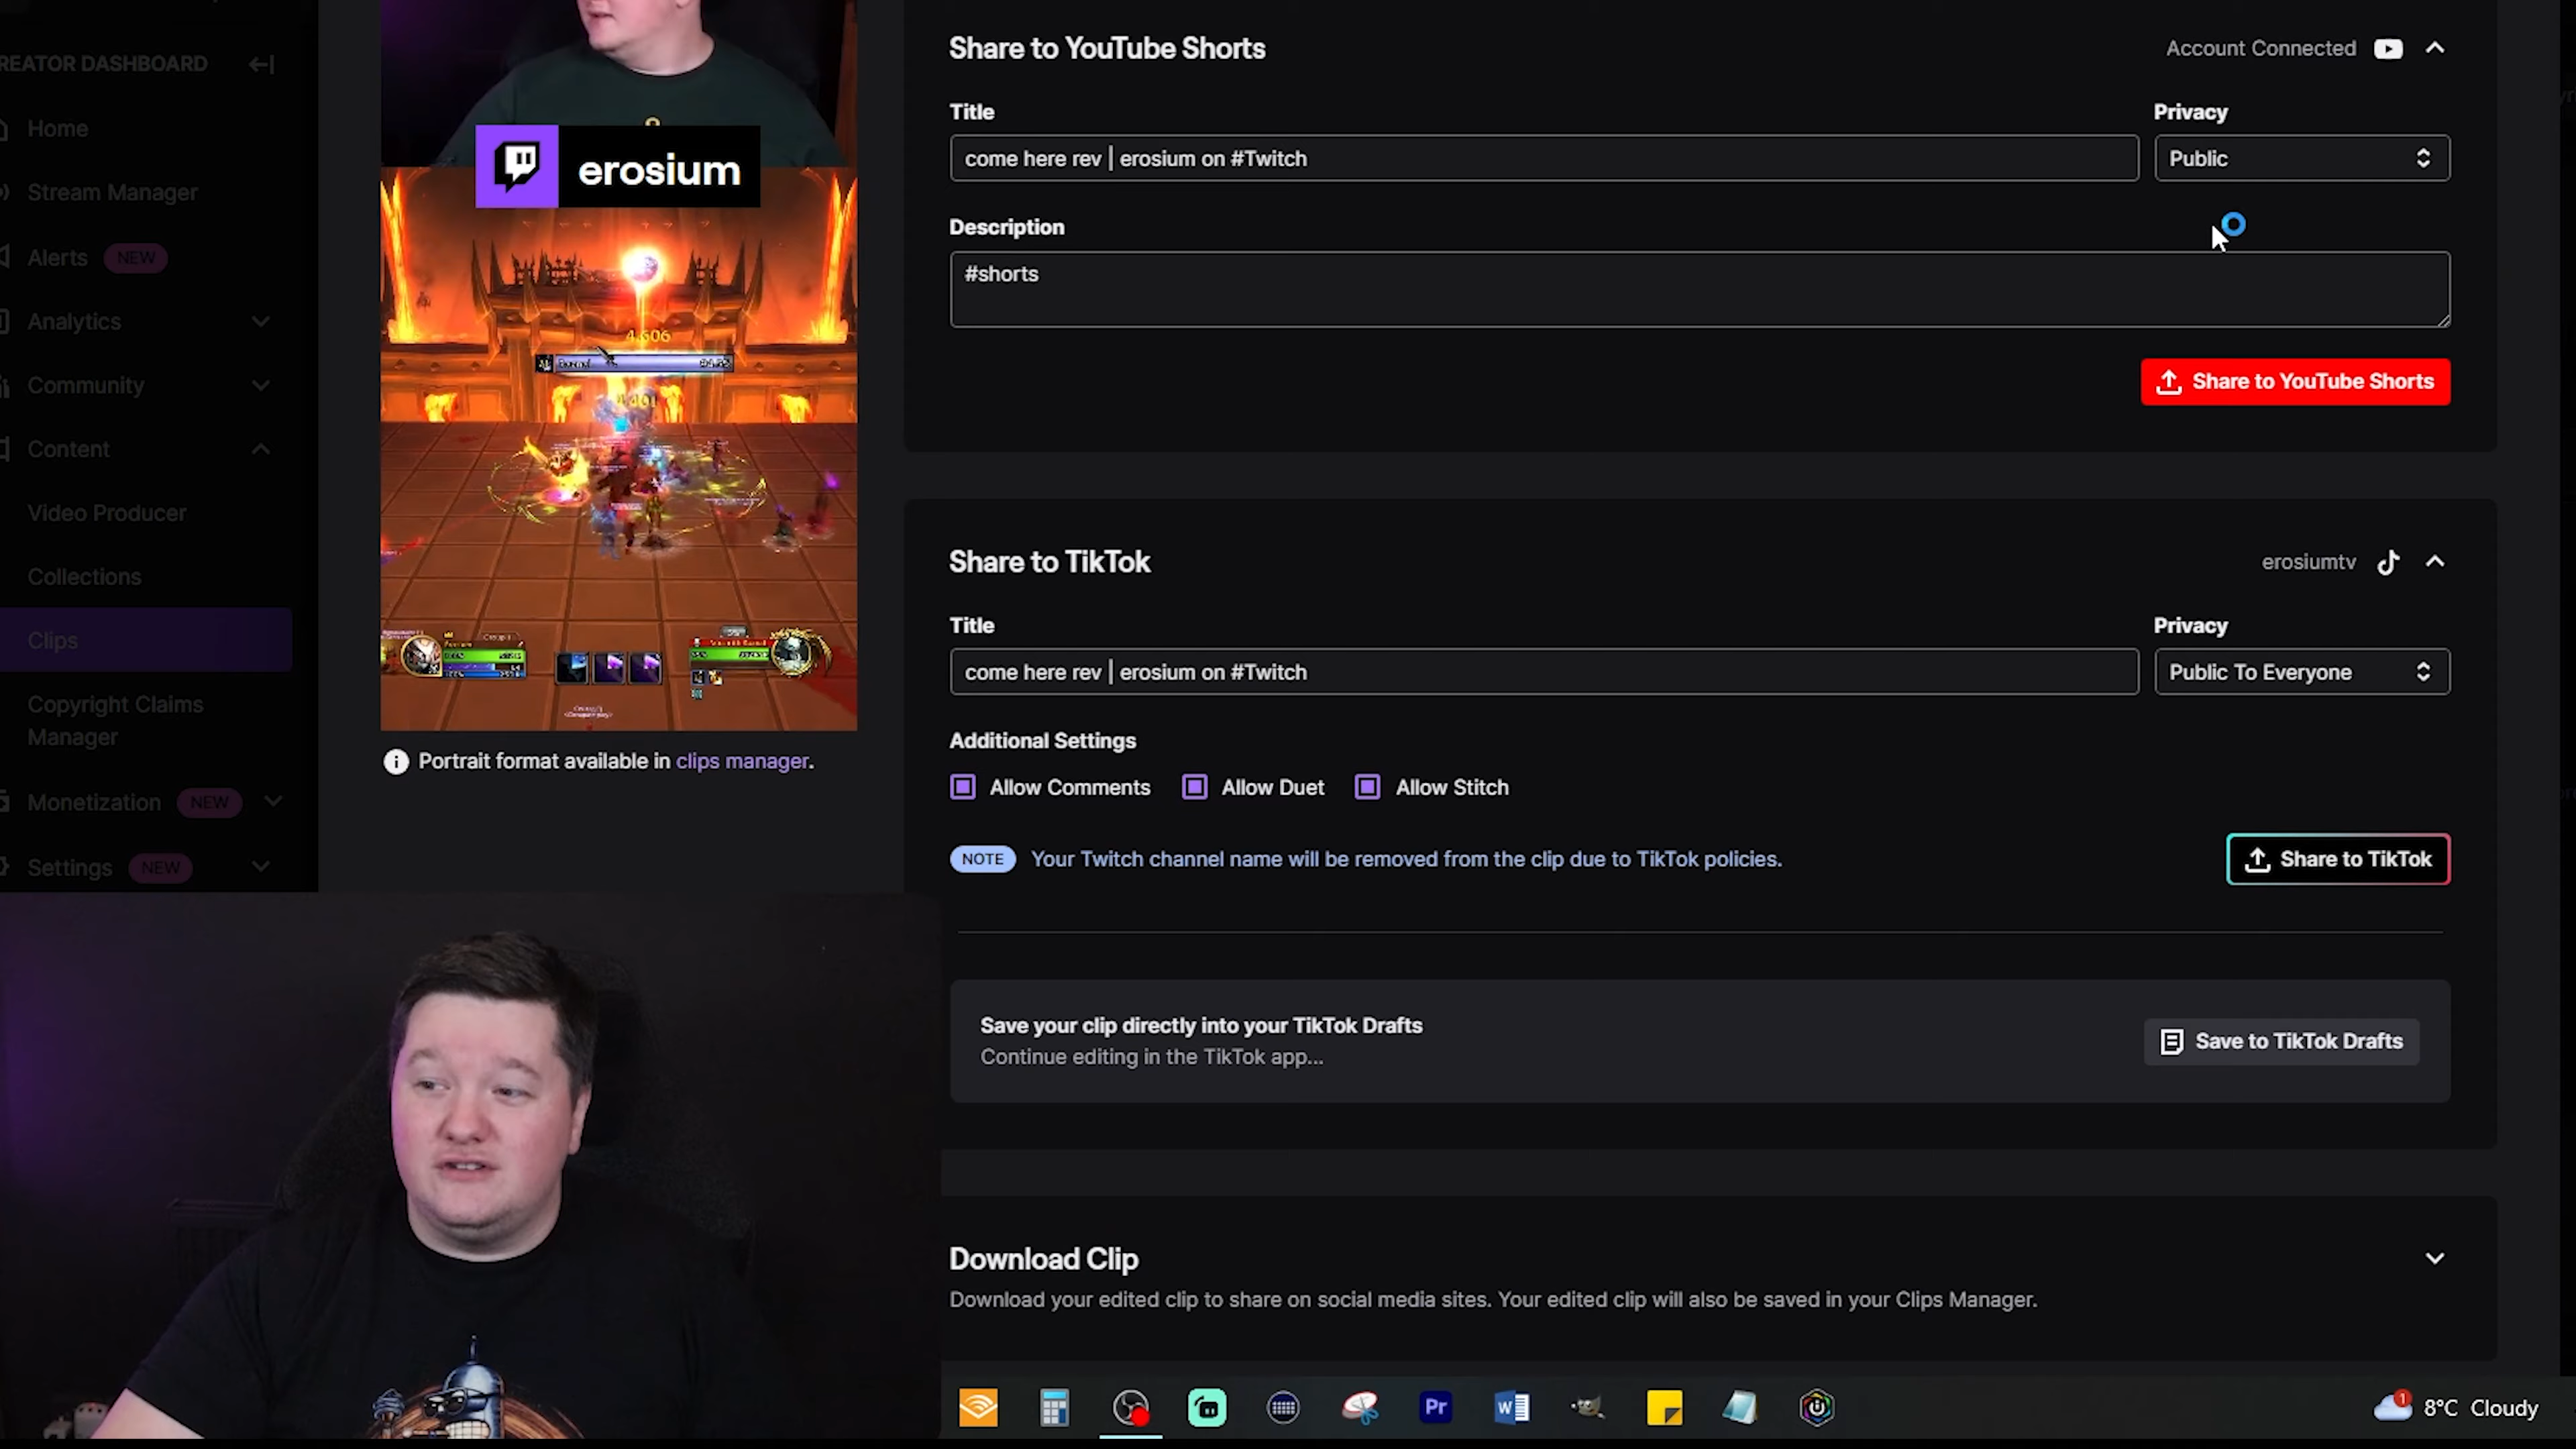 CREATOR DASHBOARD
Home
Stream Manager
Alerts NEW
Analytics
Community
Content
Video Producer
Collections
Clips
Copyright Claims
Manager
Monetization NEW
Settings NEW
erosium
4,606
Portrait format available in clips manager.
Share to YouTube Shorts
Account Connected
Title
Privacy
come here rev | erosium on #Twitch
Public
Description
#shorts
Share to YouTube Shorts
Share to TikTok
erosiumtv
Title
Privacy
come here rev | erosium on #Twitch
Public To Everyone
Additional Settings
Allow Comments
Allow Duet
Allow Stitch
NOTE Your Twitch channel name will be removed from the clip due to TikTok policies.
Share to TikTok
Save your clip directly into your TikTok Drafts
Continue editing in the TikTok app...
Save to TikTok Drafts
Download Clip
Download your edited clip to share on social media sites. Your edited clip will also be saved in your Clips Manager.
Pr
W
1
8°C Cloudy